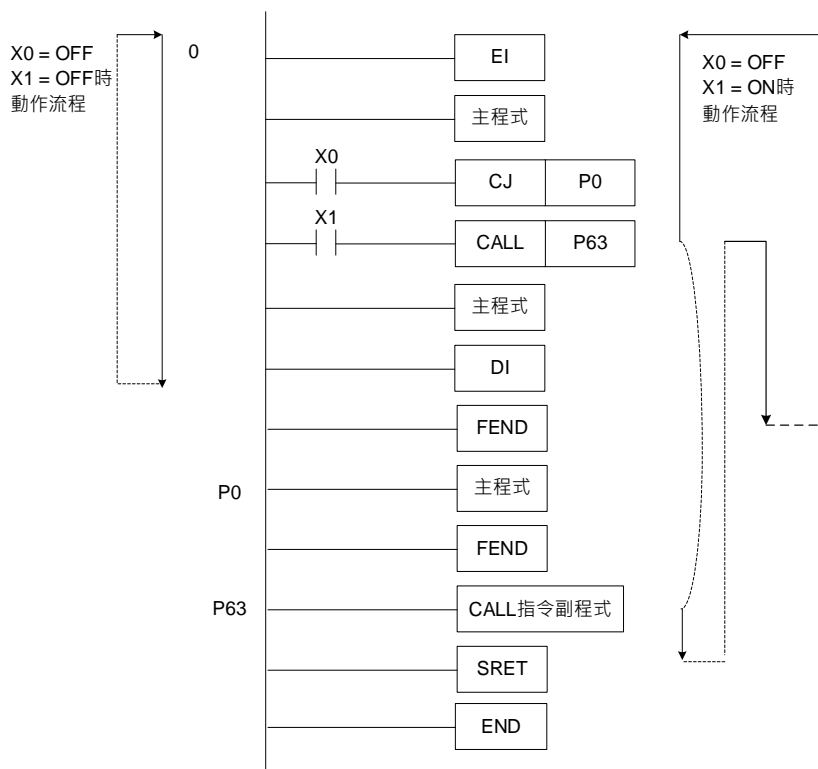 X0 = OFF
X1 = OFF時
動作流程
0
EI
X0 = OFF
X1 = ON時
動作流程
主程式
X0
CJ P0
X1
CALL P63
主程式
DI
FEND
P0
主程式
FEND
P63
CALL指令副程式
SRET
END